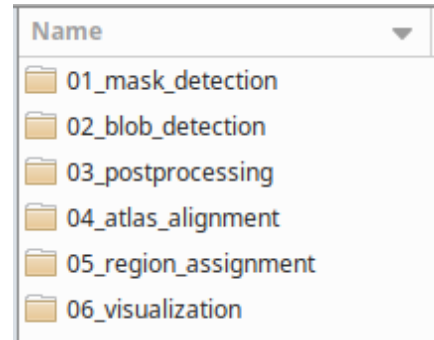 Name
01_mask_detection
02_blob_detection
03_postprocessing
04_atlas_alignment
05_region_assignment
06_visualization